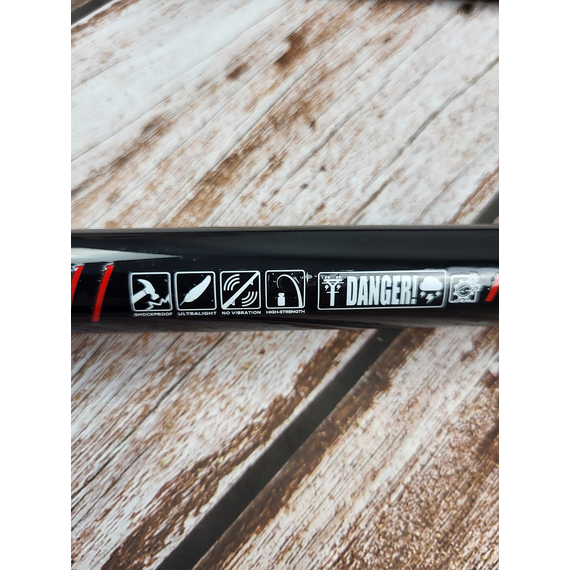 SHOCKPROOF
ULTRALIGHT
NO VIBRATION
HIGH-STRENGTH
DANGER!